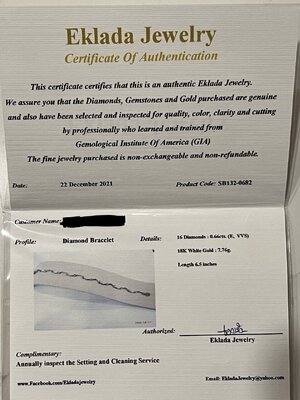 Eklada Jewelry
Certificate Of Authentication
This certificate certifies that this is an authentic Eklada Jewelry.
We assure you that the Diamonds, Gemstones and Gold purchased are genuine
and also have been selected and inspected for quality, color, clarity and cutting
by professionally who learned and trained from
Gemological Institute Of America (GIA)
The fine jewelry purchased is non-exchangeable and non-refundable.
Date: 22 December 2021 Product Code: SB132-0682
Customer Name:
Profile: Diamond Bracelet Details: 16 Diamonds : 0.66cts. (E, VVS)
18K White Gold : 7.76g.
Length 6.5 inches
Authorized:
Eklada Jewelry
Complimentary:
Annually inspect the Setting and Cleaning Service
www.Facebook.com/EkladaJewelry Email: EkladaJewelry@yahoo.com